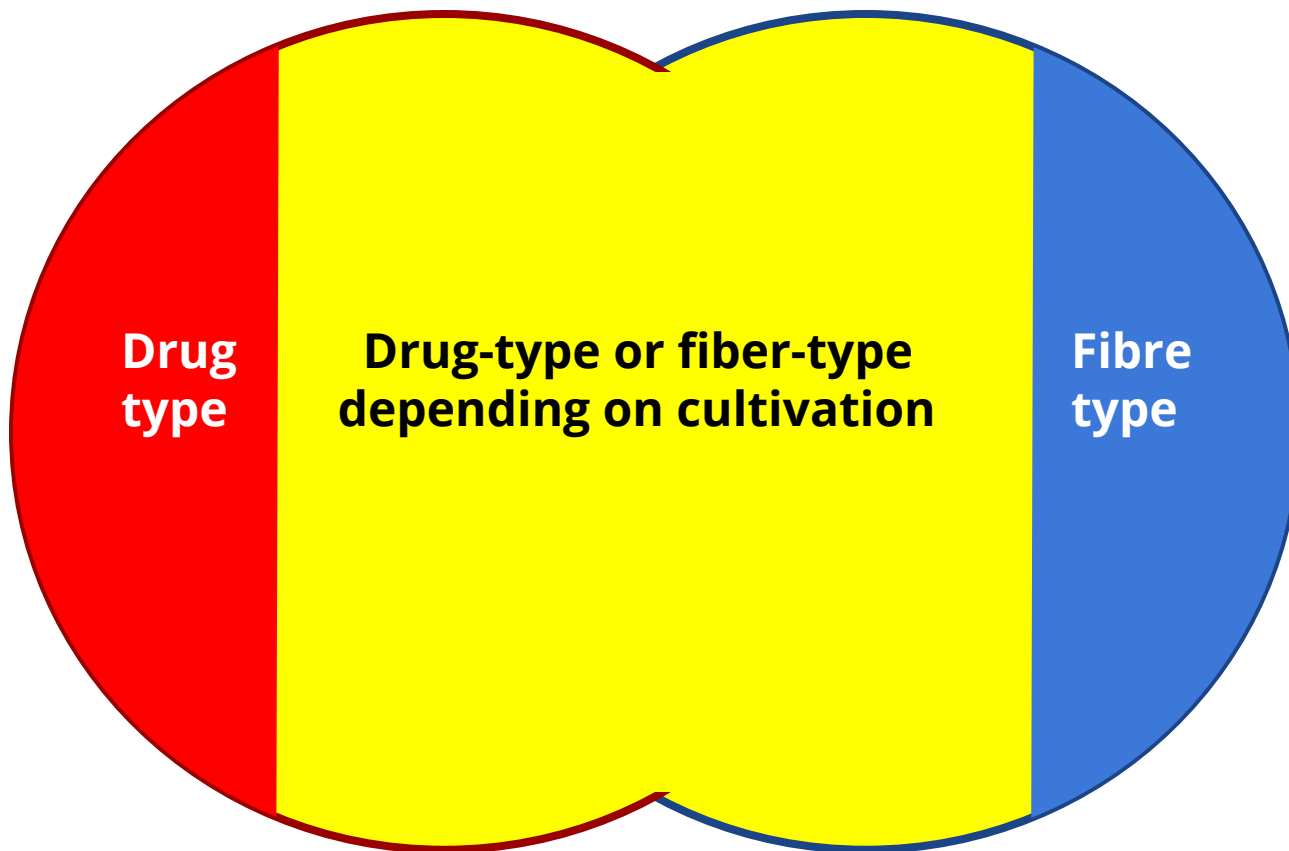 Drug
type
Drug-type or fiber-type
depending on cultivation
Fibre
type